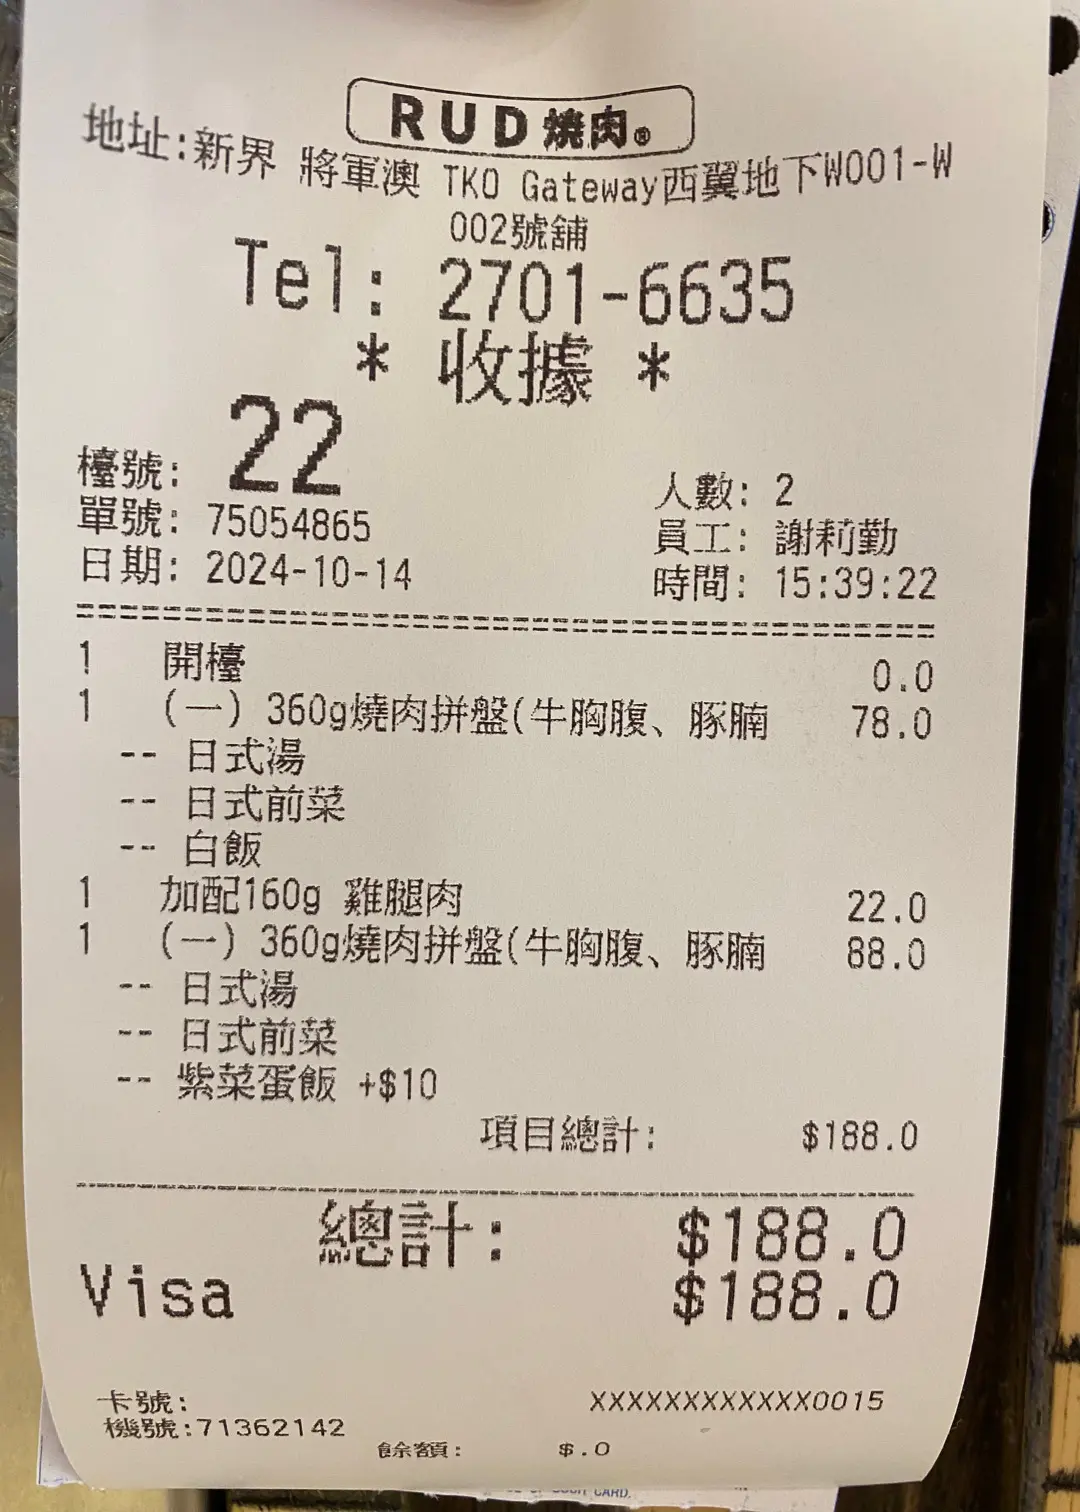 RUD 燒肉®
地址:新界 將軍澳 TKO Gateway西翼地下W001-W
002號舖
Tel: 2701-6635
* 收據 *
檯號: 22
人數: 2
單號: 75054865
員工: 謝莉勤
日期: 2024-10-14
時間: 15:39:22
1 開檯 0.0
1 (一) 360g燒肉拼盤(牛胸腹、豚腩 78.0
-- 日式湯
-- 日式前菜
-- 白飯
1 加配160g 雞腿肉 22.0
1 (一) 360g燒肉拼盤(牛胸腹、豚腩 88.0
-- 日式湯
-- 日式前菜
-- 紫菜蛋飯 +$10
項目總計: $188.0
總計: $188.0
Visa $188.0
卡號: XXXXXXXXXXXX0015
機號:71362142
餘額: $.0
CARD.